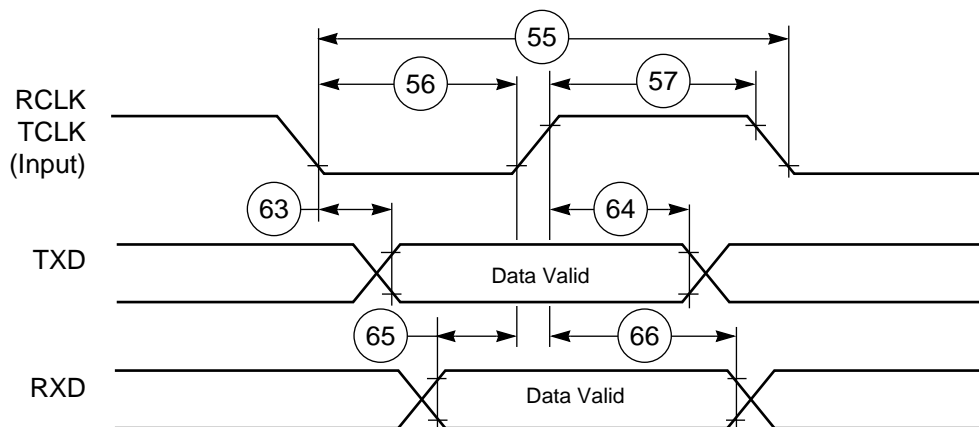 55
56
57
RCLK
TCLK
(Input)
63
64
TXD
Data Valid
65
66
RXD
Data Valid